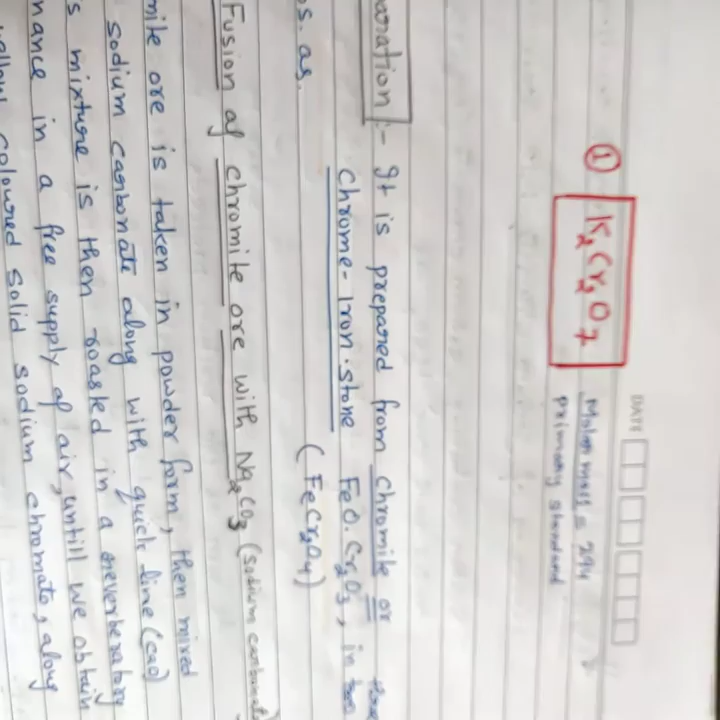 DATE
① K₂Cr₂O₇ Molar mass = 294
primary standard
paration :- It is prepared from chromite or
chrome-iron.stone FeO.Cr₂O₃, in
(FeCr₂O₄)
s. as.
Fusion of chromite ore with Na₂CO₃ (sodium carbonate)
mite ore is taken in powder form, then mixed
sodium carbonate along with quick line (cao)
s mixture is then roasted in a reverberatory
nance in a free supply of air, untill we obtain
yellow coloured solid sodium chromate, along